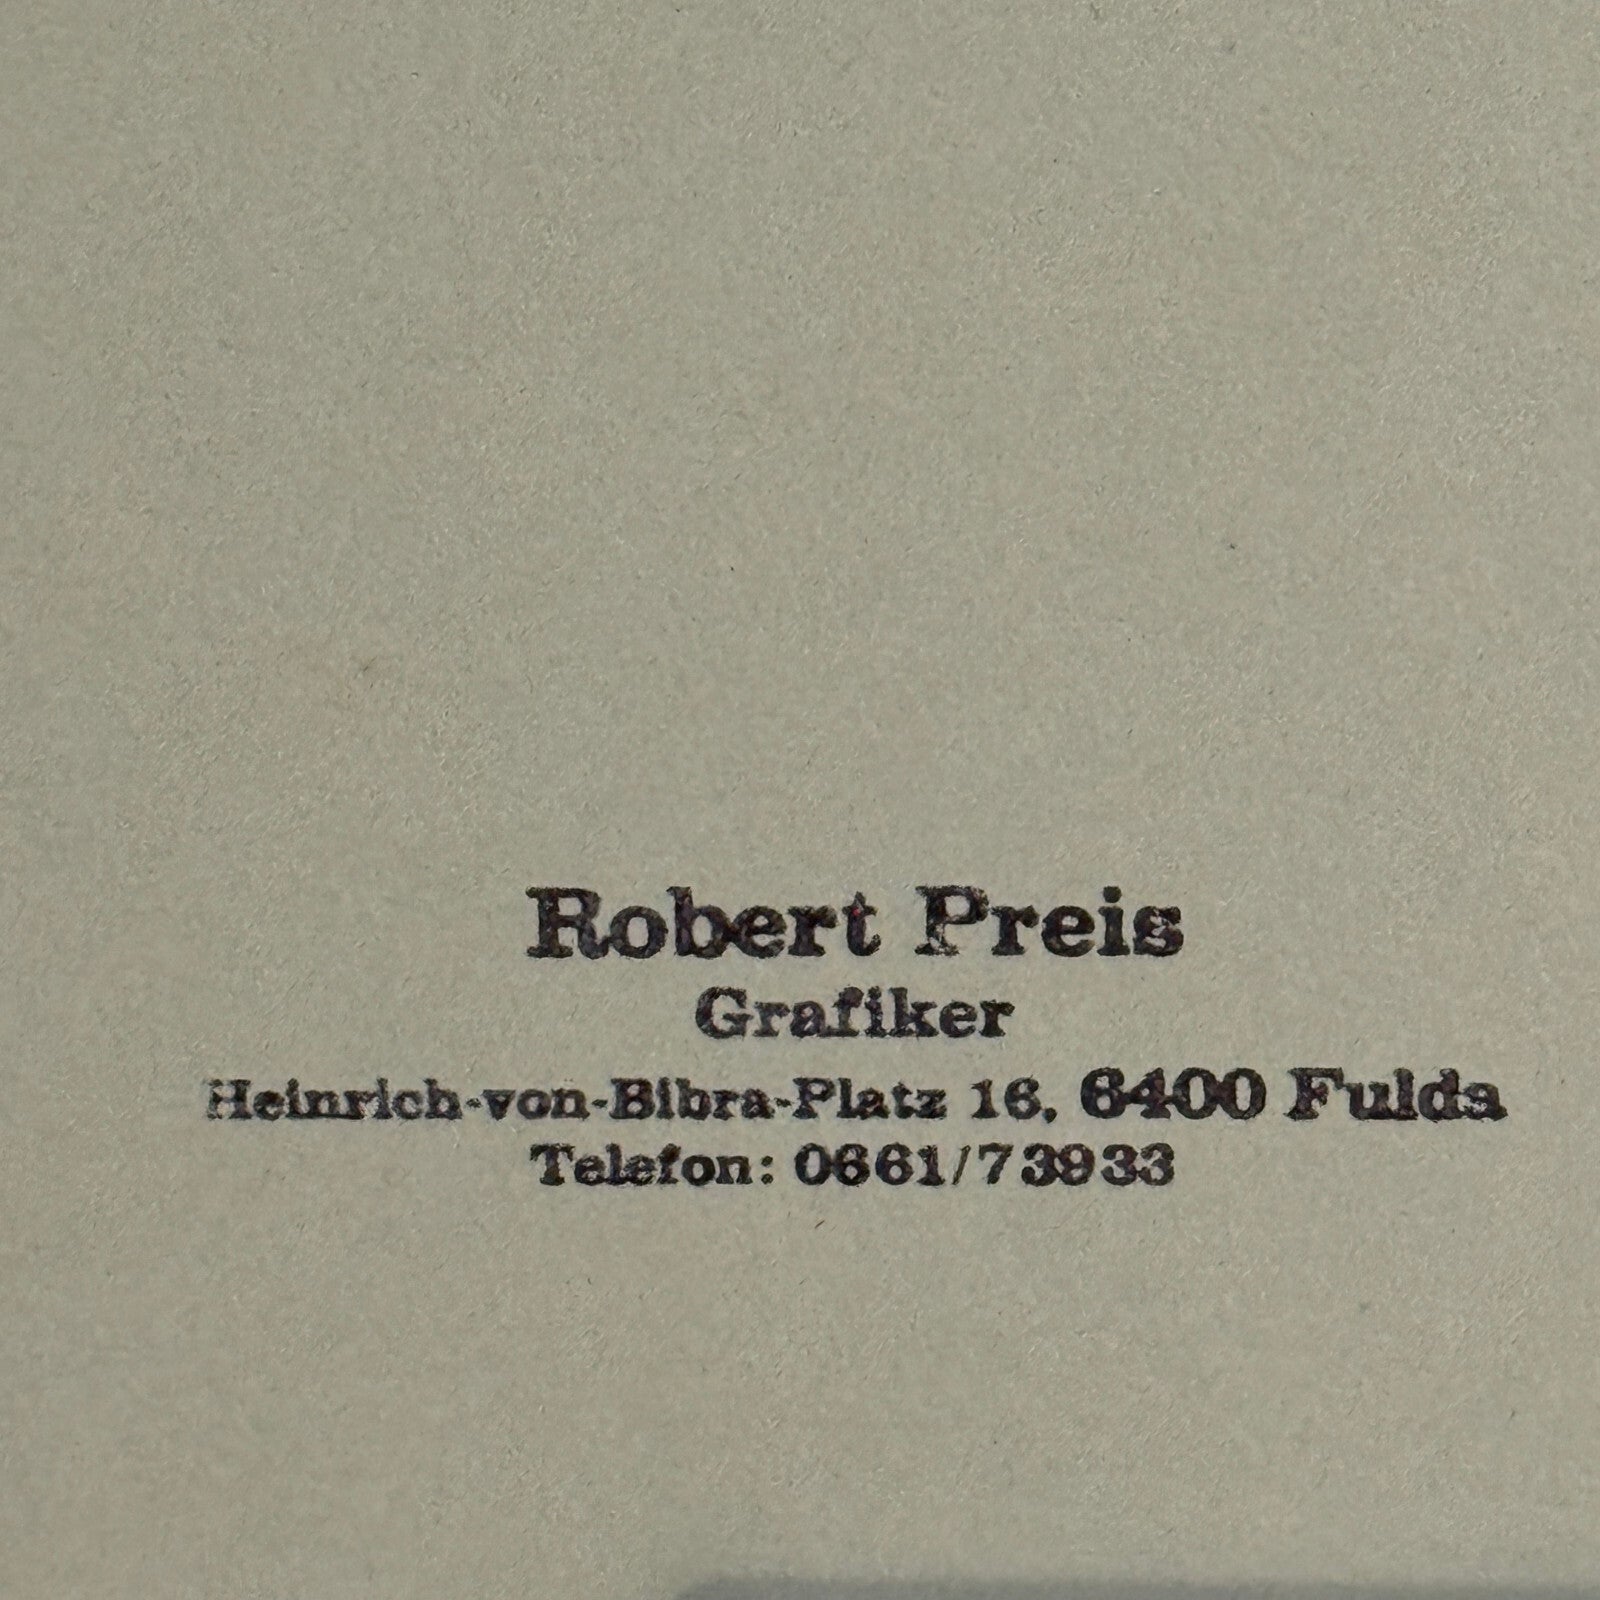 Robert Preis
Grafiker
Heinrich-von-Bibra-Platz 16, 6400 Fulda
Telefon: 0661/73933